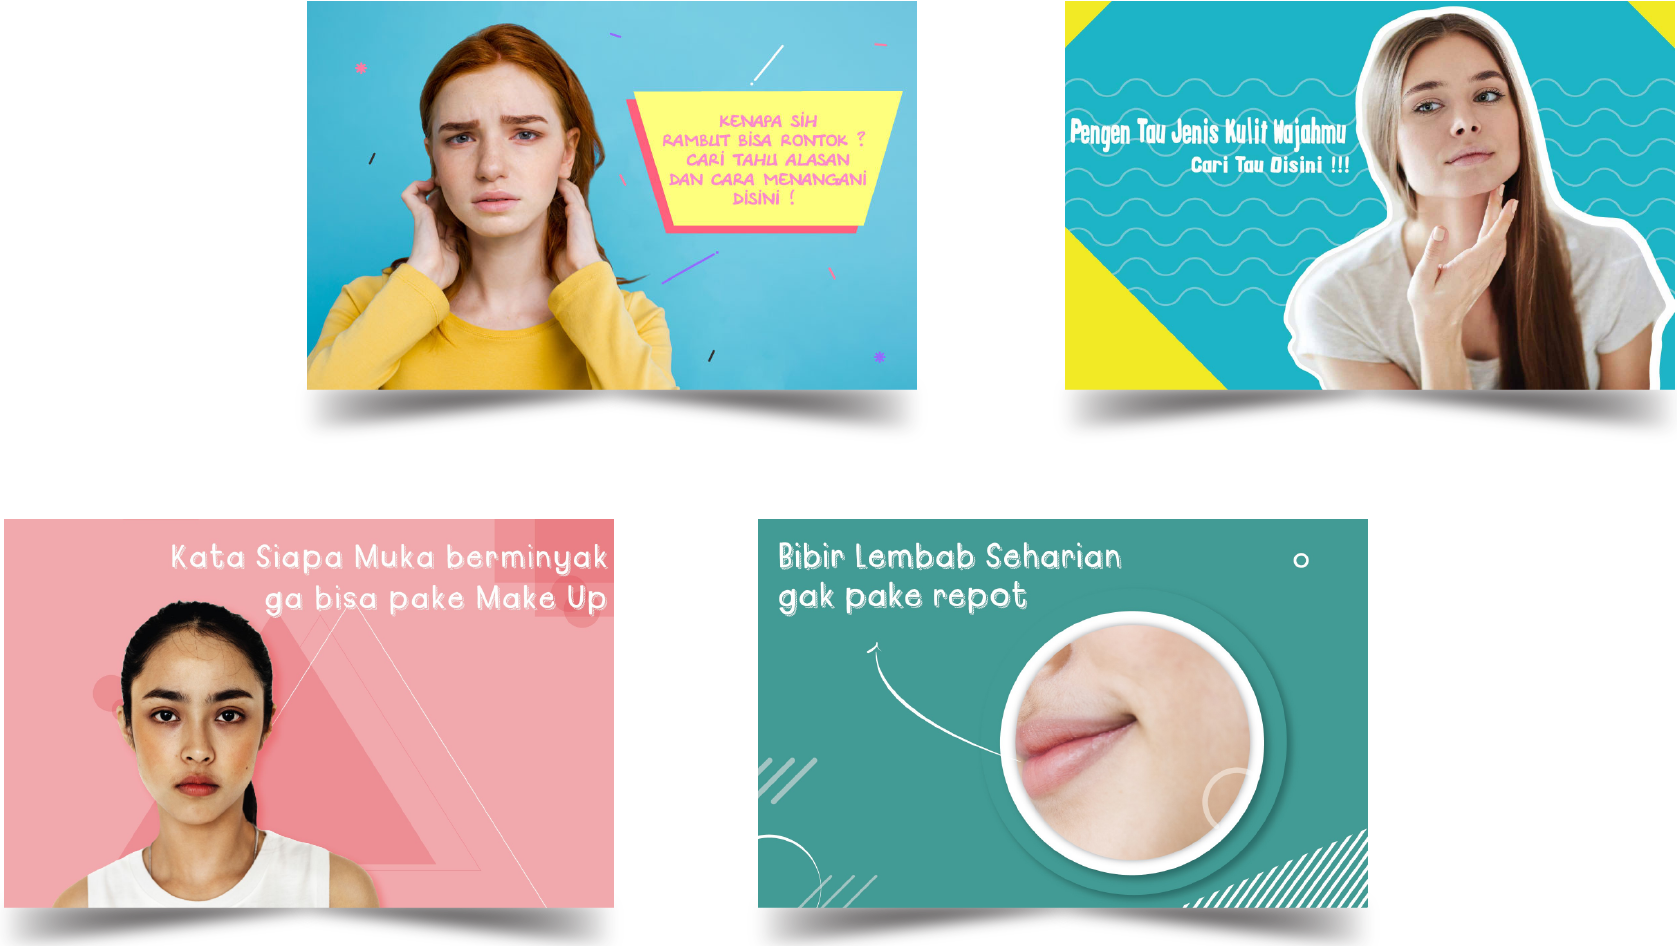 KENAPA SIH
RAMBUT BISA RONTOK ?
CARI TAHU ALASAN
DAN CARA MENANGANI
DISINI !
Pengen Tau Jenis Kulit Wajahmu
Cari Tau Disini !!!
Kata Siapa Muka berminyak
ga bisa pake Make Up
Bibir Lembab Seharian
gak pake repot